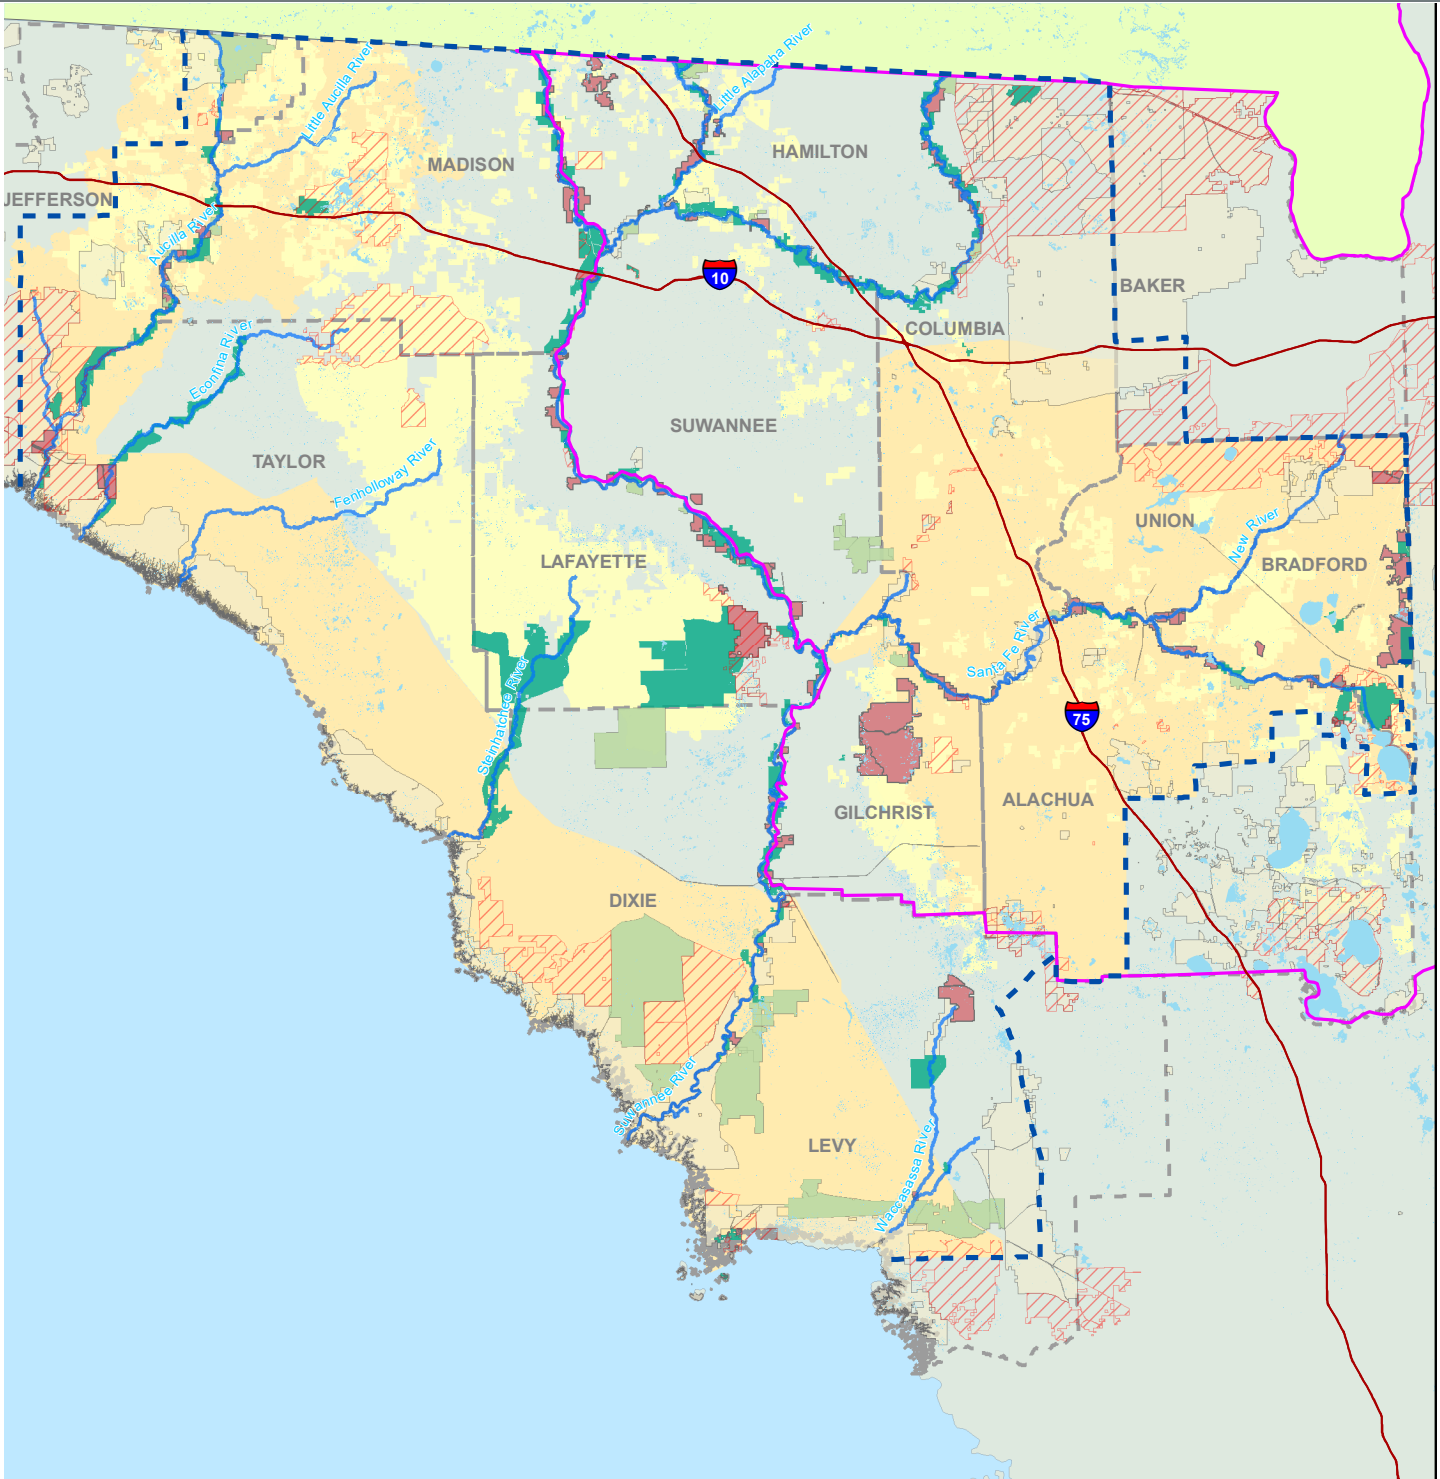 Little Aucilla River
Little Alapaha River
MADISON
HAMILTON
JEFFERSON
Aucilla River
10
BAKER
COLUMBIA
Econfina River
SUWANNEE
TAYLOR
Fenholloway River
UNION
New River
LAFAYETTE
BRADFORD
Santa Fe River
Steinhatchee River
75
ALACHUA
GILCHRIST
DIXIE
Suwannee River
LEVY
Waccasassa River